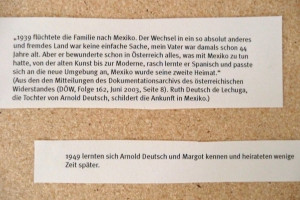 „1939 flüchtete die Familie nach Mexiko. Der Wechsel in ein so absolut anderes
und fremdes Land war keine einfache Sache, mein Vater war damals schon 44
Jahre alt. Aber er bewunderte schon in Österreich alles, was mit Mexiko zu tun
hatte, von der alten Kunst bis zur Moderne, rasch lernte er Spanisch und passte
sich an die neue Umgebung an, Mexiko wurde seine zweite Heimat.“
(Aus den den Mitteilungen des Dokumentationsarchivs des österreichischen
Widerstandes (DÖW, Folge 162, Juni 2003, Seite 8). Ruth Deutsch de Lechuga,
die Tochter von Arnold Deutsch, schildert die Ankunft in Mexiko.)
1949 lernten sich Arnold Deutsch und Margot kennen und heirateten wenige
Zeit später.